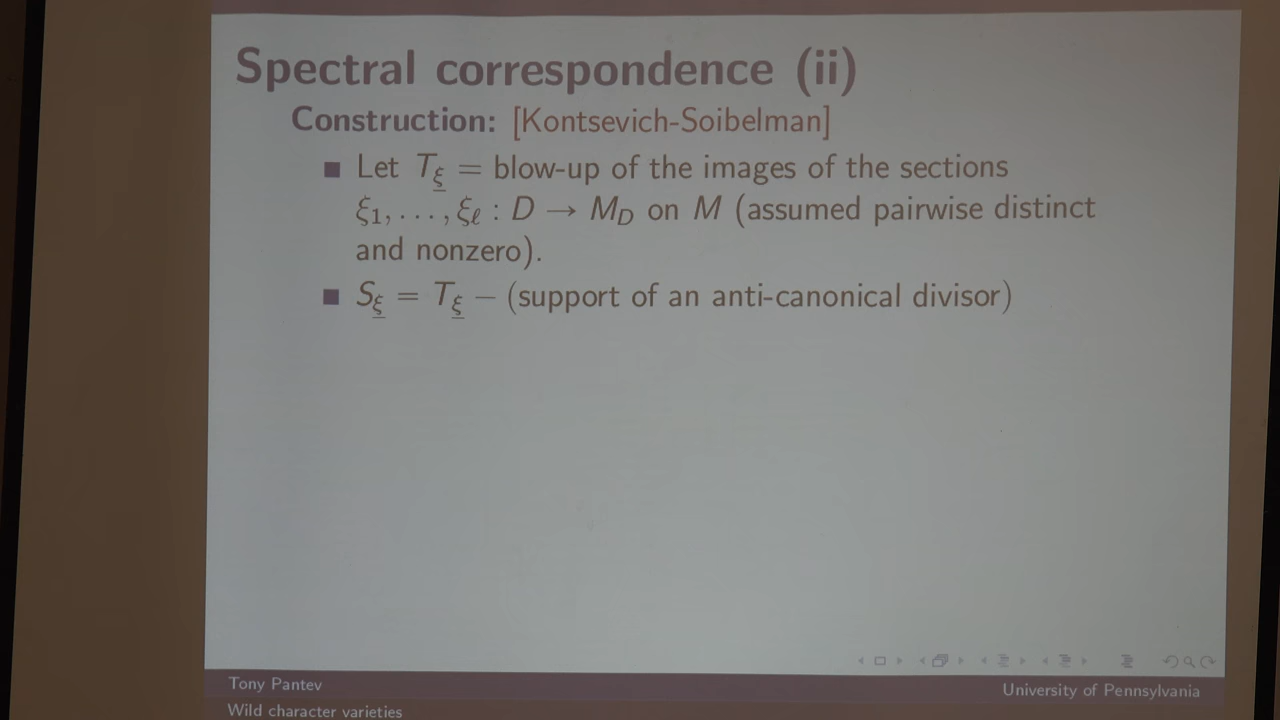 Spectral correspondence (ii)
Construction: [Kontsevich-Soibelman]
■ Let T_ξ = blow-up of the images of the sections
ξ₁, . . . , ξ_ℓ : D → M_D on M (assumed pairwise distinct
and nonzero).
■ S_ξ = T_ξ − (support of an anti-canonical divisor)
Tony Pantev
University of Pennsylvania
Wild character varieties